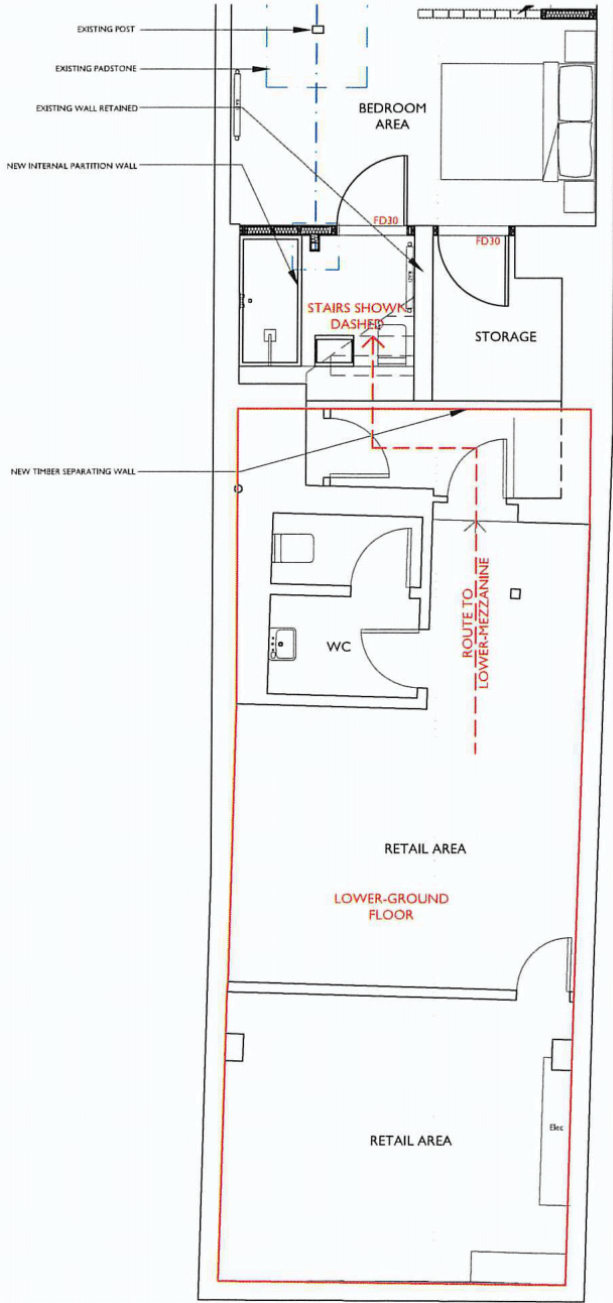 EXISTING POST
EXISTING PADSTONE
EXISTING WALL RETAINED
NEW INTERNAL PARTITION WALL
BEDROOM
AREA
FD30
FD30
RAD
STAIRS SHOWN
DASHED
STORAGE
NEW TIMBER SEPARATING WALL
WC
ROUTE TO
LOWER-MEZZANINE
RETAIL AREA
LOWER-GROUND
FLOOR
Elec
RETAIL AREA